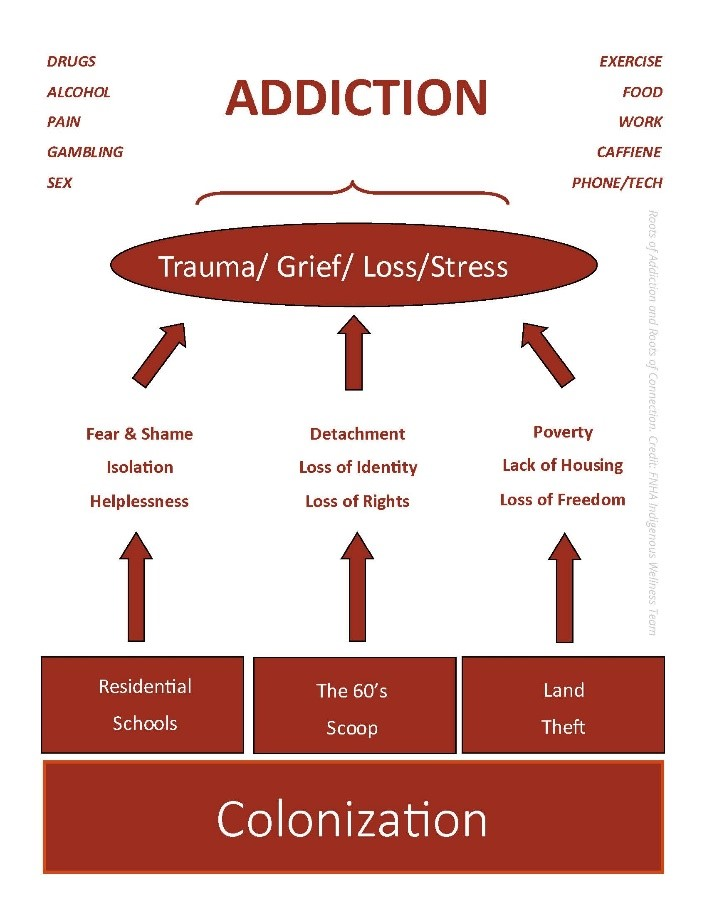 DRUGS
ALCOHOL
PAIN
GAMBLING
SEX
ADDICTION
EXERCISE
FOOD
WORK
CAFFIENE
PHONE/TECH
Trauma/ Grief/ Loss/Stress
Fear & Shame
Isolation
Helplessness
Detachment
Loss of Identity
Loss of Rights
Poverty
Lack of Housing
Loss of Freedom
Residential
Schools
The 60's
Scoop
Land
Theft
Colonization
Roots of Addiction and Roots of Connection. Credit: FNHA Indigenous Wellness Team